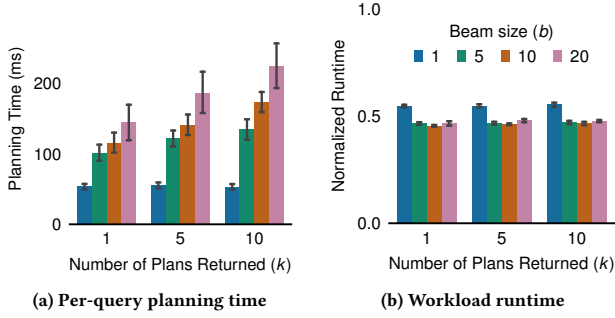 Planning Time (ms)
200
100
0
1
5
10
Number of Plans Returned (k)
(a) Per-query planning time
Normalized Runtime
1.0
0.5
0.0
Beam size (b)
1 5 10 20
1
5
10
Number of Plans Returned (k)
(b) Workload runtime